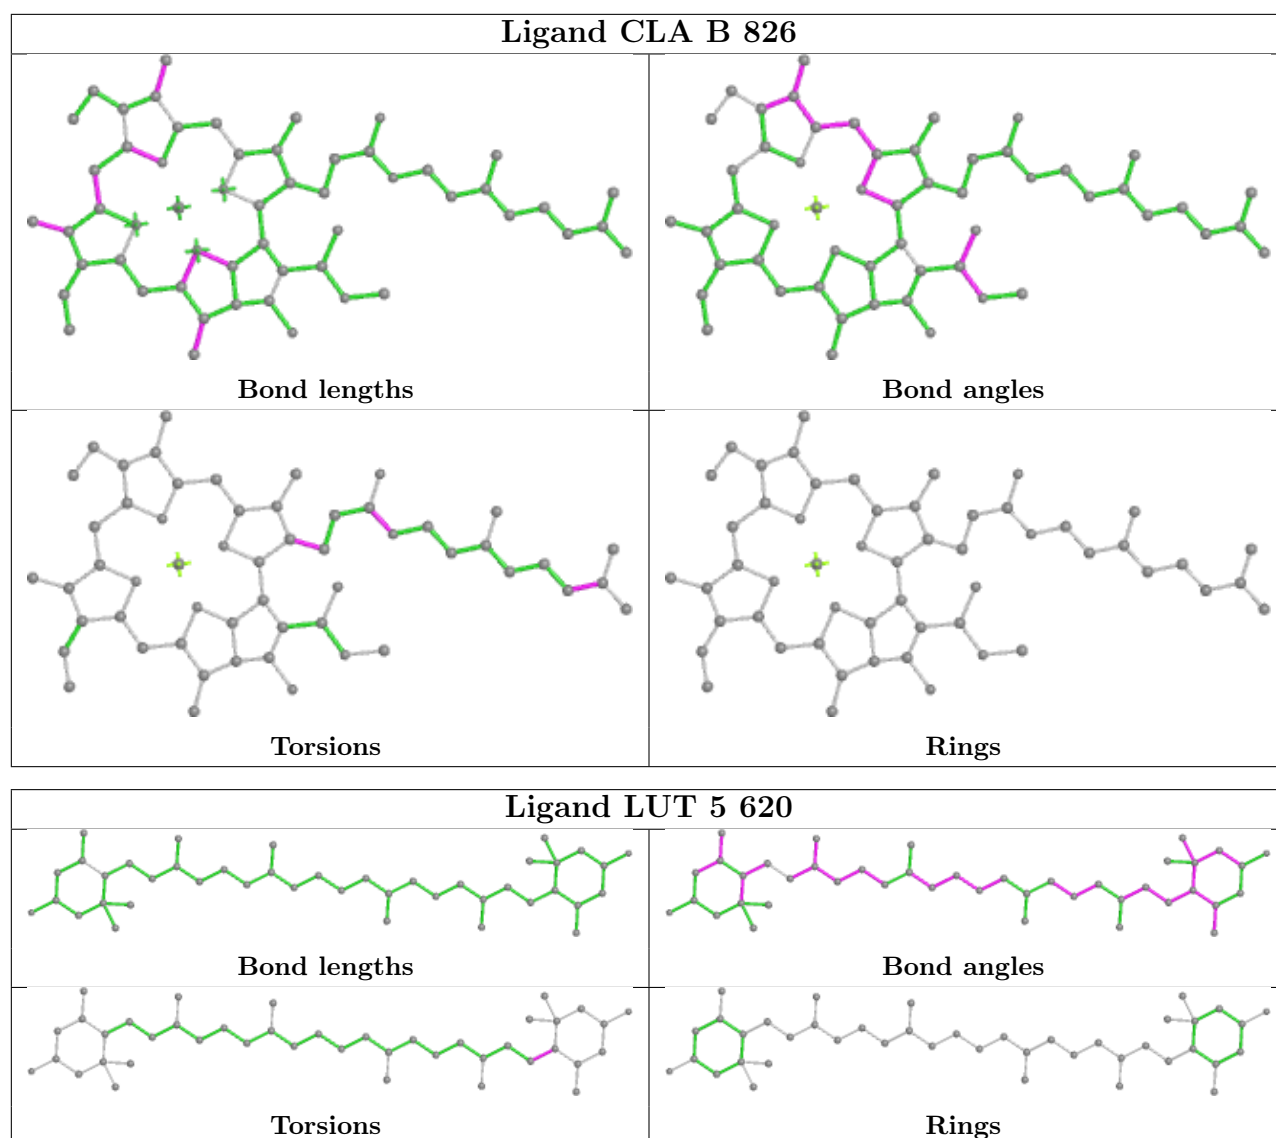 Ligand CLA B 826
Bond lengths
Bond angles
Torsions
Rings
Ligand LUT 5 620
Bond lengths
Bond angles
Torsions
Rings